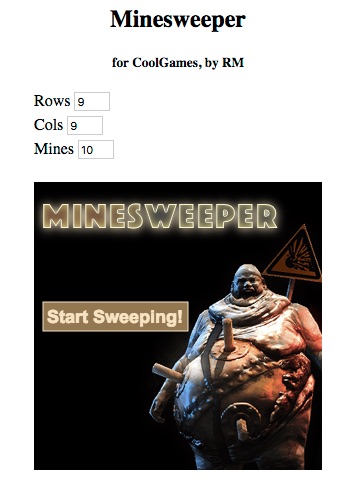 Minesweeper
for CoolGames, by RM
Rows 9
Cols 9
Mines 10
MINESWEEPER
Start Sweeping!